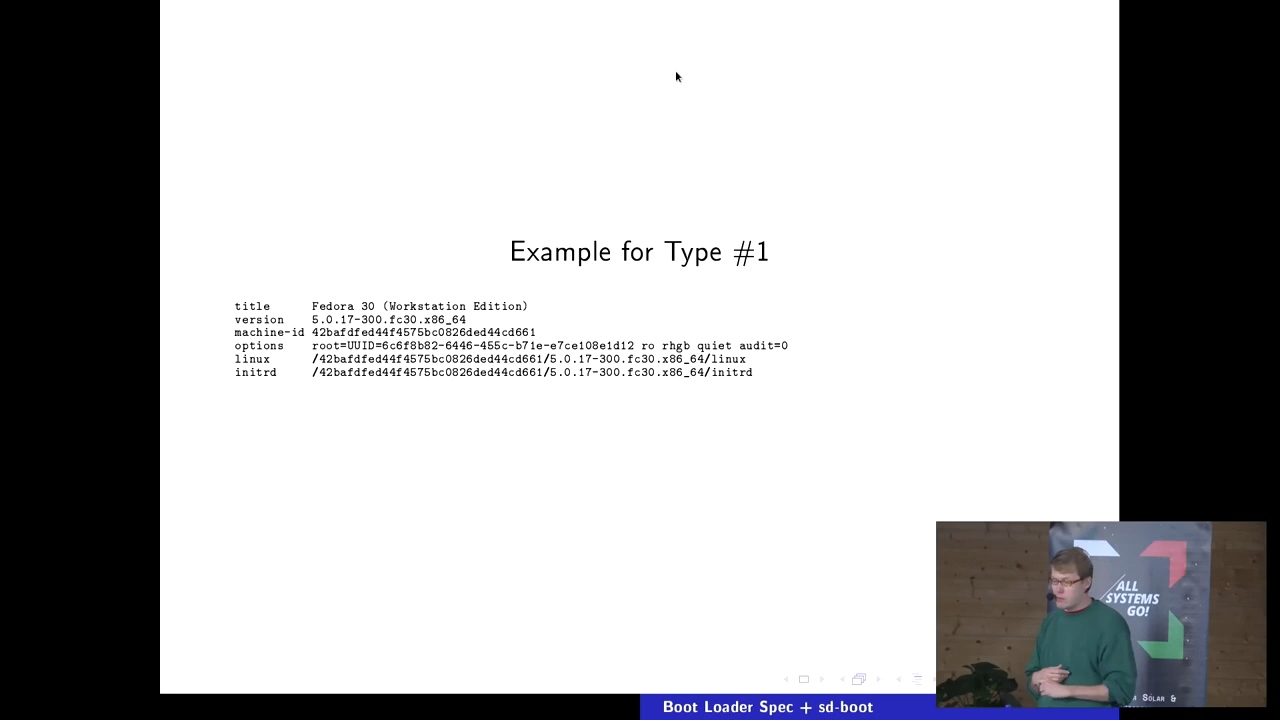 Example for Type #1
title Fedora 30 (Workstation Edition)
version 5.0.17-300.fc30.x86_64
machine-id 42bafdfed44f4575bc0826ded44cd661
options root=UUID=6c6f8b82-6446-455c-b71e-e7ce108e1d12 ro rhgb quiet audit=0
linux /42bafdfed44f4575bc0826ded44cd661/5.0.17-300.fc30.x86_64/linux
initrd /42bafdfed44f4575bc0826ded44cd661/5.0.17-300.fc30.x86_64/initrd
ALL
SYSTEMS
GO!
SOLAR &
Boot Loader Spec + sd-boot